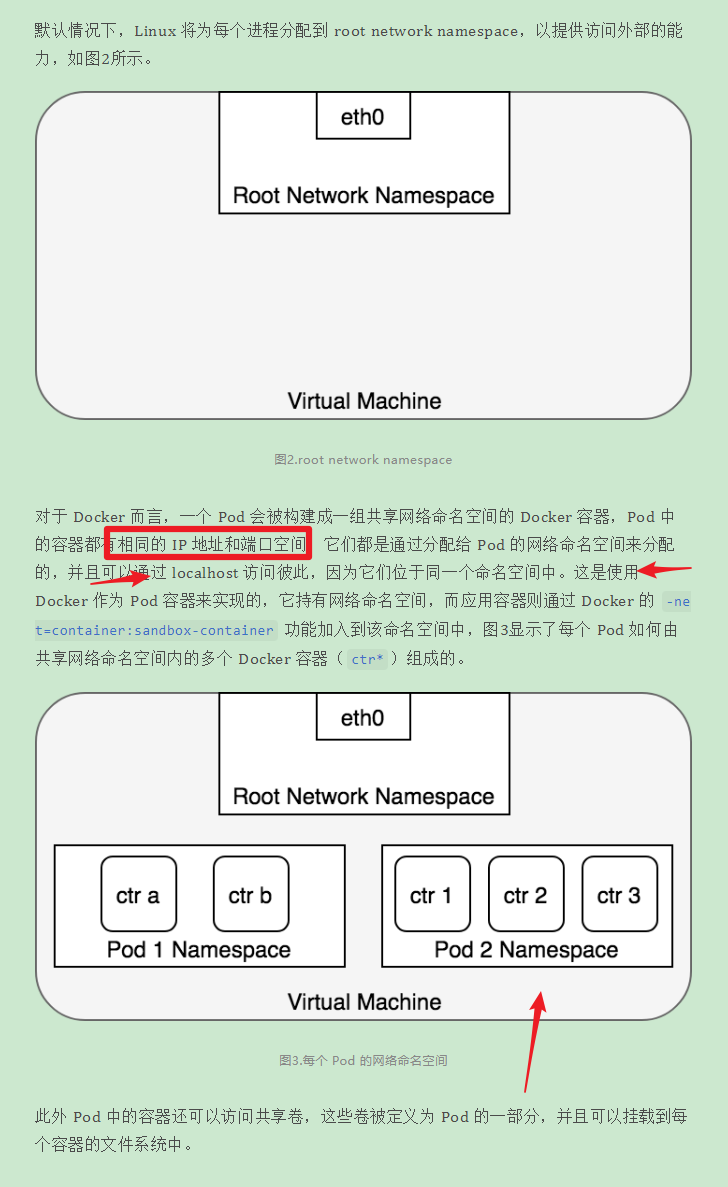 默认情况下，Linux 将为每个进程分配到 root network namespace，以提供访问外部的能
力，如图2所示。
eth0
Root Network Namespace
Virtual Machine
图2.root network namespace
对于 Docker 而言，一个 Pod 会被构建成一组共享网络命名空间的 Docker 容器，Pod 中
的容器都有相同的 IP 地址和端口空间 它们都是通过分配给 Pod 的网络命名空间来分配
的，并且可以通过 localhost 访问彼此，因为它们位于同一个命名空间中。这是使用
Docker 作为 Pod 容器来实现的，它持有网络命名空间，而应用容器则通过 Docker 的 -ne
t=container:sandbox-container 功能加入到该命名空间中，图3显示了每个 Pod 如何由
共享网络命名空间内的多个 Docker 容器（ ctr* ）组成的。
eth0
Root Network Namespace
ctr a ctr b ctr 1 ctr 2 ctr 3
Pod 1 Namespace Pod 2 Namespace
Virtual Machine
图3.每个 Pod 的网络命名空间
此外 Pod 中的容器还可以访问共享卷，这些卷被定义为 Pod 的一部分，并且可以挂载到每
个容器的文件系统中。